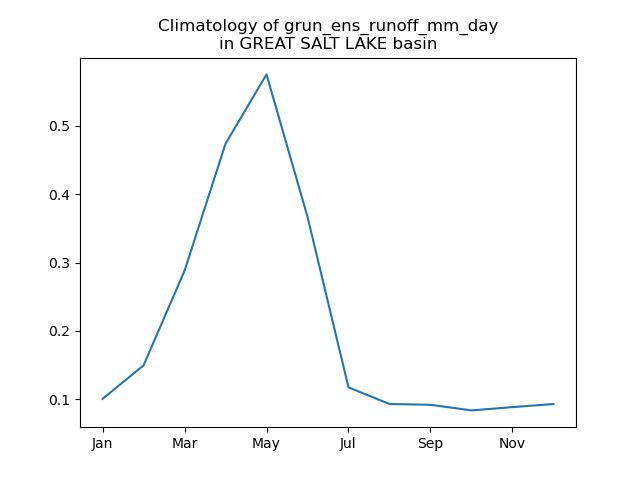 Climatology of grun_ens_runoff_mm_day
in GREAT SALT LAKE basin
0.5
0.4
0.3
0.2
0.1
Jan Mar May Jul Sep Nov